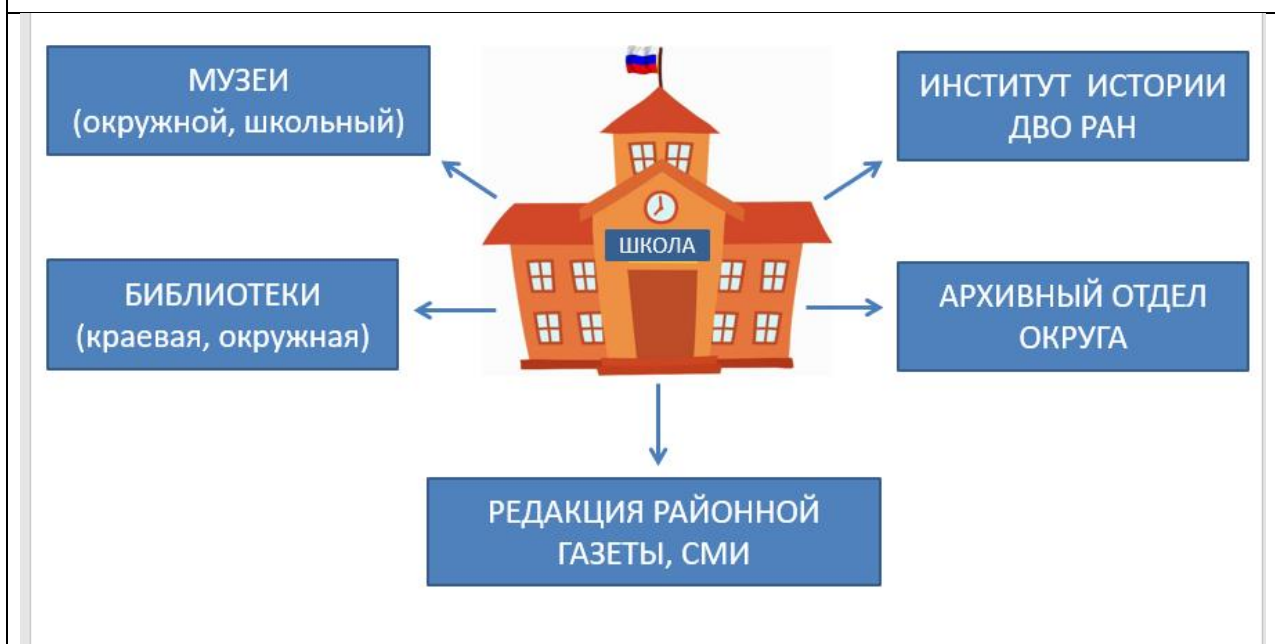 МУЗЕИ
(окружной, школьный)
ИНСТИТУТ ИСТОРИИ
ДВО РАН
ШКОЛА
БИБЛИОТЕКИ
(краевая, окружная)
АРХИВНЫЙ ОТДЕЛ
ОКРУГА
РЕДАКЦИЯ РАЙОННОЙ
ГАЗЕТЫ, СМИ